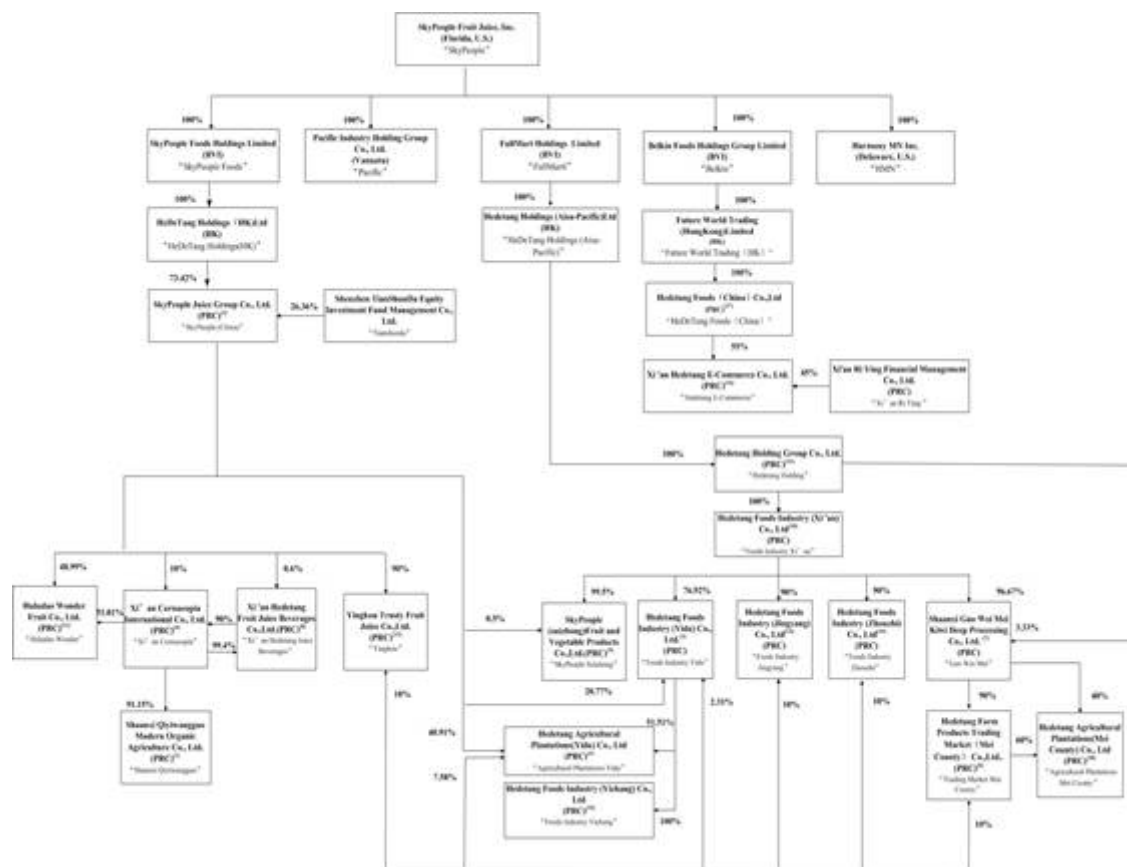 SkyPeople Fruit Juice, Inc.
(Florida, U.S.)
"SkyPeople"
100%
100%
100%
100%
100%
SkyPeople Foods Holdings Limited
(BVI)
"SkyPeople Foods"
Pacific Industry Holding Group
Co., Ltd.
(Vanuatu)
"Pacific"
FullMart Holdings Limited
(BVI)
"FullMart"
Belkin Foods Holdings Group Limited
(BVI)
"Belkin"
Harmony MN Inc.
(Delaware, U.S.)
"HMN"
100%
100%
100%
HeDeTang Holdings (HK)Ltd
(HK)
"HeDeTang Holdings(HK)"
Hedetang Holdings (Aisa-Pacific)Ltd
(HK)
"HeDeTang Holdings (Aisa-
Pacific)"
Future World Trading
(HongKong)Limited
(HK)
"Future World Trading (HK)"
73.42%
100%
SkyPeople Juice Group Co., Ltd.
(PRC)
"SkyPeople (China)"
26.36%
Shenzhen TianShunDa Equity
Investment Fund Management Co.,
Ltd.
Hedetang Foods (China) Co.,Ltd
(PRC)
"HeDeTang Foods (China)"
55%
Xi'an Hedetang E-Commerce Co., Ltd.
(PRC)
"Hedetang E-Commerce"
45%
Xi'an Ri Ying Financial Management
Co., Ltd.
(PRC)
"Xi'an Ri Ying"
100%
Hedetang Holding Group Co., Ltd.
(PRC)
"Hedetang Holding"
100%
Hedetang Foods Industry (Xi'an)
Co., Ltd
(PRC)
"Foods Industry Xi'an"
48.99%
10%
0.6%
90%
99.5%
76.92%
90%
90%
96.67%
Huludao Wonder
Fruit Co., Ltd.
(PRC)
"Huludao Wonder"
51.01%
Xi'an Cornucopia
International Co., Ltd.
(PRC)
"Xi'an Cornucopia"
90%
99.4%
Xi'an Hedetang
Fruit Juice Beverages
Co.,Ltd.(PRC)
"Xi'an Hedetang Juice
Beverages"
Yingkou Trusty Fruit
Juice Co.,Ltd.
(PRC)
"Yingkou"
0.5%
SkyPeople
(suizhong)Fruit and
Vegetable Products
Co.,Ltd.(PRC)
"SkyPeople Suizhong"
Hedetang Foods
Industry (Yidu) Co.,
Ltd.
(PRC)
"Foods Industry Yidu"
Hedetang Foods
Industry (Jingyang) Co.,
Ltd
(PRC)
"Foods Industry
Jingyang"
Hedetang Foods
Industry (Zhouzhi) Co.,
Ltd
(PRC)
"Foods Industry
Zhouzhi"
Shaanxi Guo Wei Mei
Kiwi Deep Processing
Co., Ltd.
(PRC)
"Guo Wei Mei"
3.33%
10%
20.77%
2.31%
10%
10%
90%
40%
91.15%
Shaanxi Qiyiwangguo
Modern Organic
Agriculture Co., Ltd.
(PRC)
"Shaanxi Qiyiwangguo"
40.91%
51.51%
Hedetang Agricultural
Plantations(Yidu) Co., Ltd
(PRC)
"Agricultural Plantations Yidu"
7.58%
Hedetang Foods Industry (Yichang) Co.,
Ltd
(PRC)
"Foods Industry Yichang"
100%
Hedetang Farm
Products Trading
Market (Mei
County) Co.,Ltd.
(PRC)
"Trading Market Mei
County"
60%
Hedetang Agricultural
Plantations(Mei
County) Co., Ltd
(PRC)
"Agricultural Plantations
Mei County"
10%